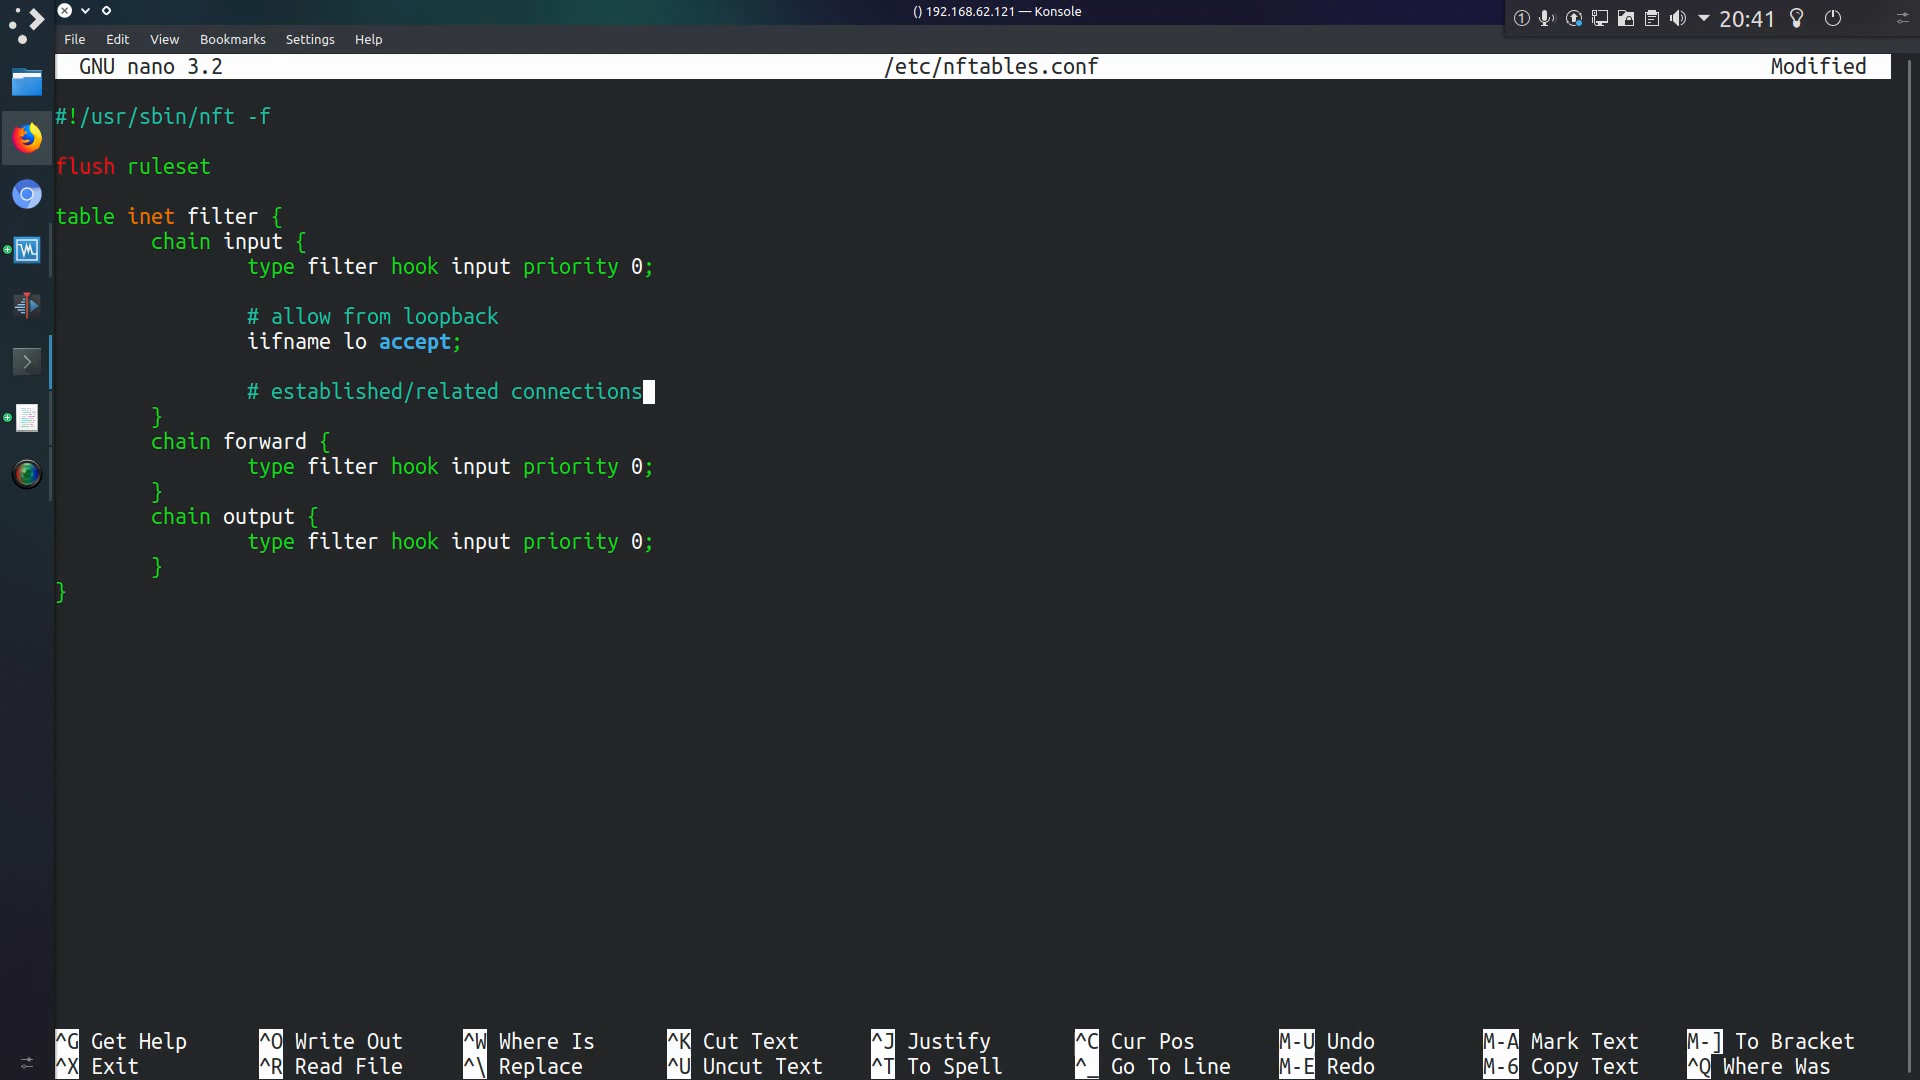 () 192.168.62.121 — Konsole
20:41
File Edit View Bookmarks Settings Help
GNU nano 3.2 /etc/nftables.conf Modified
#!/usr/sbin/nft -f
flush ruleset
table inet filter {
chain input {
type filter hook input priority 0;
# allow from loopback
iifname lo accept;
# established/related connections
}
chain forward {
type filter hook input priority 0;
}
chain output {
type filter hook input priority 0;
}
}
^G Get Help ^O Write Out ^W Where Is ^K Cut Text ^J Justify ^C Cur Pos M-U Undo M-A Mark Text M-] To Bracket
^X Exit ^R Read File ^\ Replace ^U Uncut Text ^T To Spell ^_ Go To Line M-E Redo M-6 Copy Text ^Q Where Was